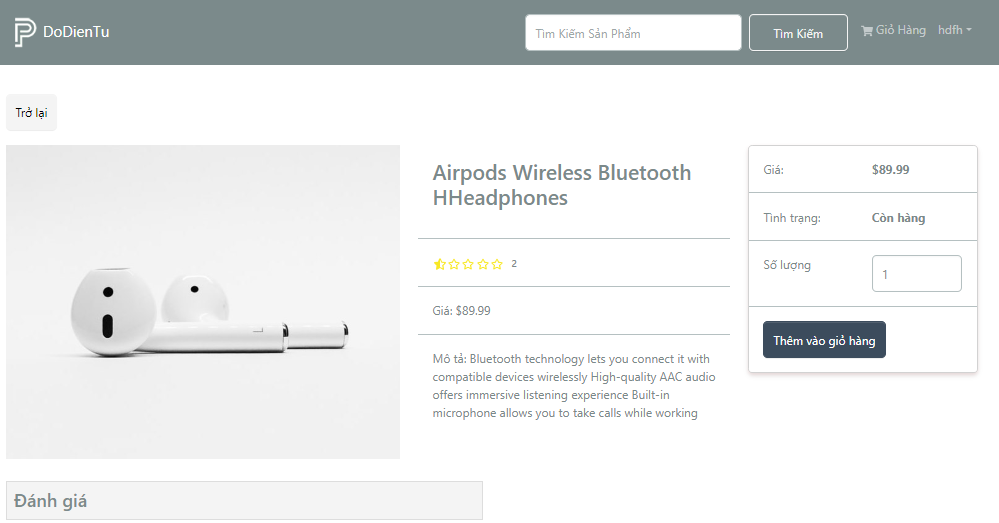 DoDienTu
Tìm Kiếm Sản Phẩm
Tìm Kiếm
Giỏ Hàng
hdfh
Trở lại
Airpods Wireless Bluetooth
HHeadphones
2
Giá: $89.99
Mô tả: Bluetooth technology lets you connect it with
compatible devices wirelessly High-quality AAC audio
offers immersive listening experience Built-in
microphone allows you to take calls while working
Giá: $89.99
Tình trạng: Còn hàng
Số lượng 1
Thêm vào giỏ hàng
Đánh giá